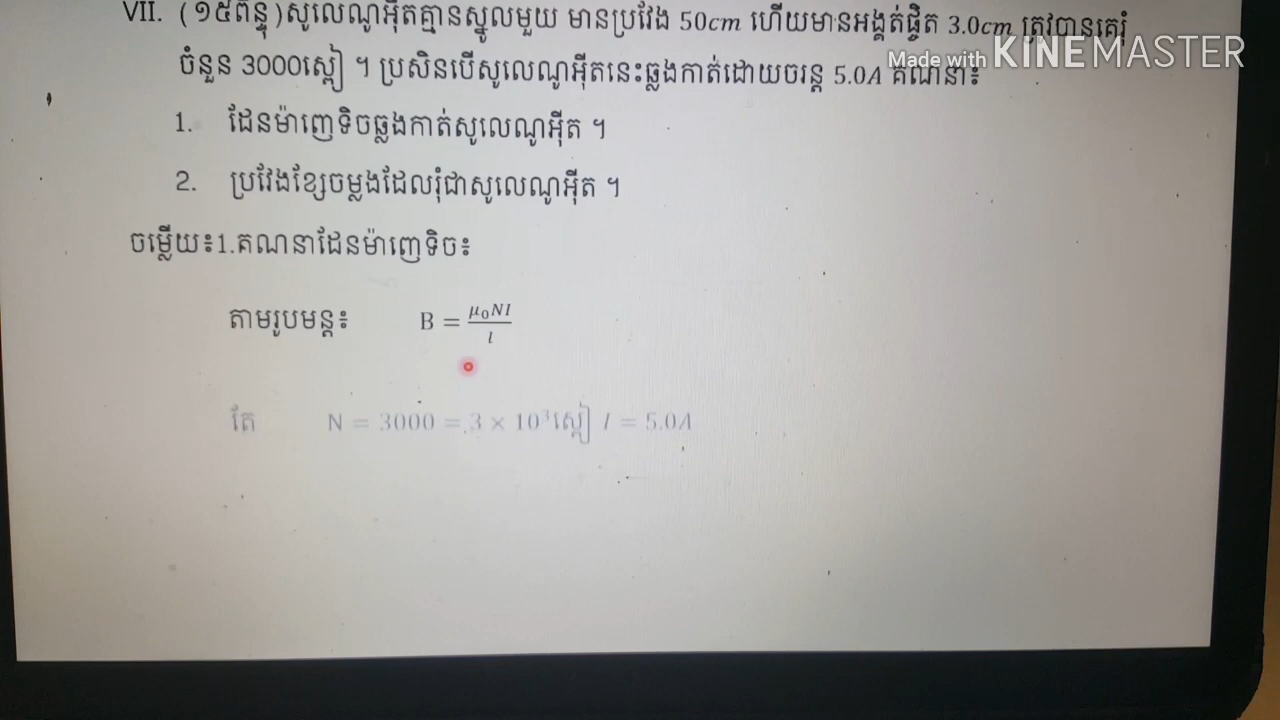 VII. (១៥ពិន្ទុ)សូលេណូអ៊ីតគ្មានស្នូលមួយ មានប្រវែង 50cm ហើយមានអង្កត់ផ្ចិត 3.0cm ត្រូវបានគេរុំ
Made with KINEMASTER
ចំនួន 3000ស្ពៀ ។ ប្រសិនបើសូលេណូអ៊ីតនេះឆ្លងកាត់ដោយចរន្ត 5.0A គណនា៖
1. ដែនម៉ាញេទិចឆ្លងកាត់សូលេណូអ៊ីត ។
2. ប្រវែងខ្សែចម្លងដែលរុំជាសូលេណូអ៊ីត ។
ចម្លើយ៖1.គណនាដែនម៉ាញេទិច៖
តាមរូបមន្ត៖ B = μ₀NI/l
តែ N = 3000 = 3 × 10³ស្ពៀ I = 5.0A